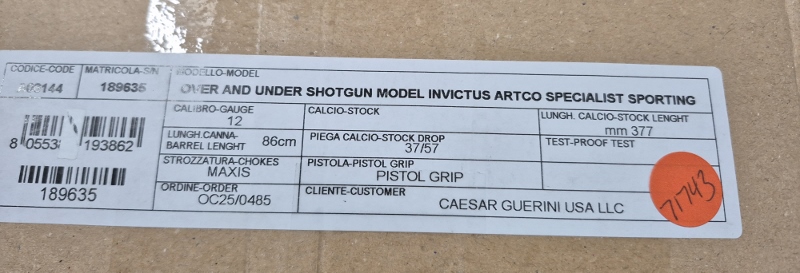 CODICE-CODE
MATRICOLA-S/N
189635
MODELLO-MODEL
OVER AND UNDER SHOTGUN MODEL INVICTUS ARTCO SPECIALIST SPORTING
CALIBRO-GAUGE
12
CALCIO-STOCK
LUNGH. CALCIO-STOCK LENGHT
mm 377
LUNGH.CANNA-
BARREL LENGHT
86cm
PIEGA CALCIO-STOCK DROP
37/57
TEST-PROOF TEST
STROZZATURA-CHOKES
MAXIS
PISTOLA-PISTOL GRIP
PISTOL GRIP
ORDINE-ORDER
OC25/0485
CLIENTE-CUSTOMER
CAESAR GUERINI USA LLC
8 0553 193862
189635
71743